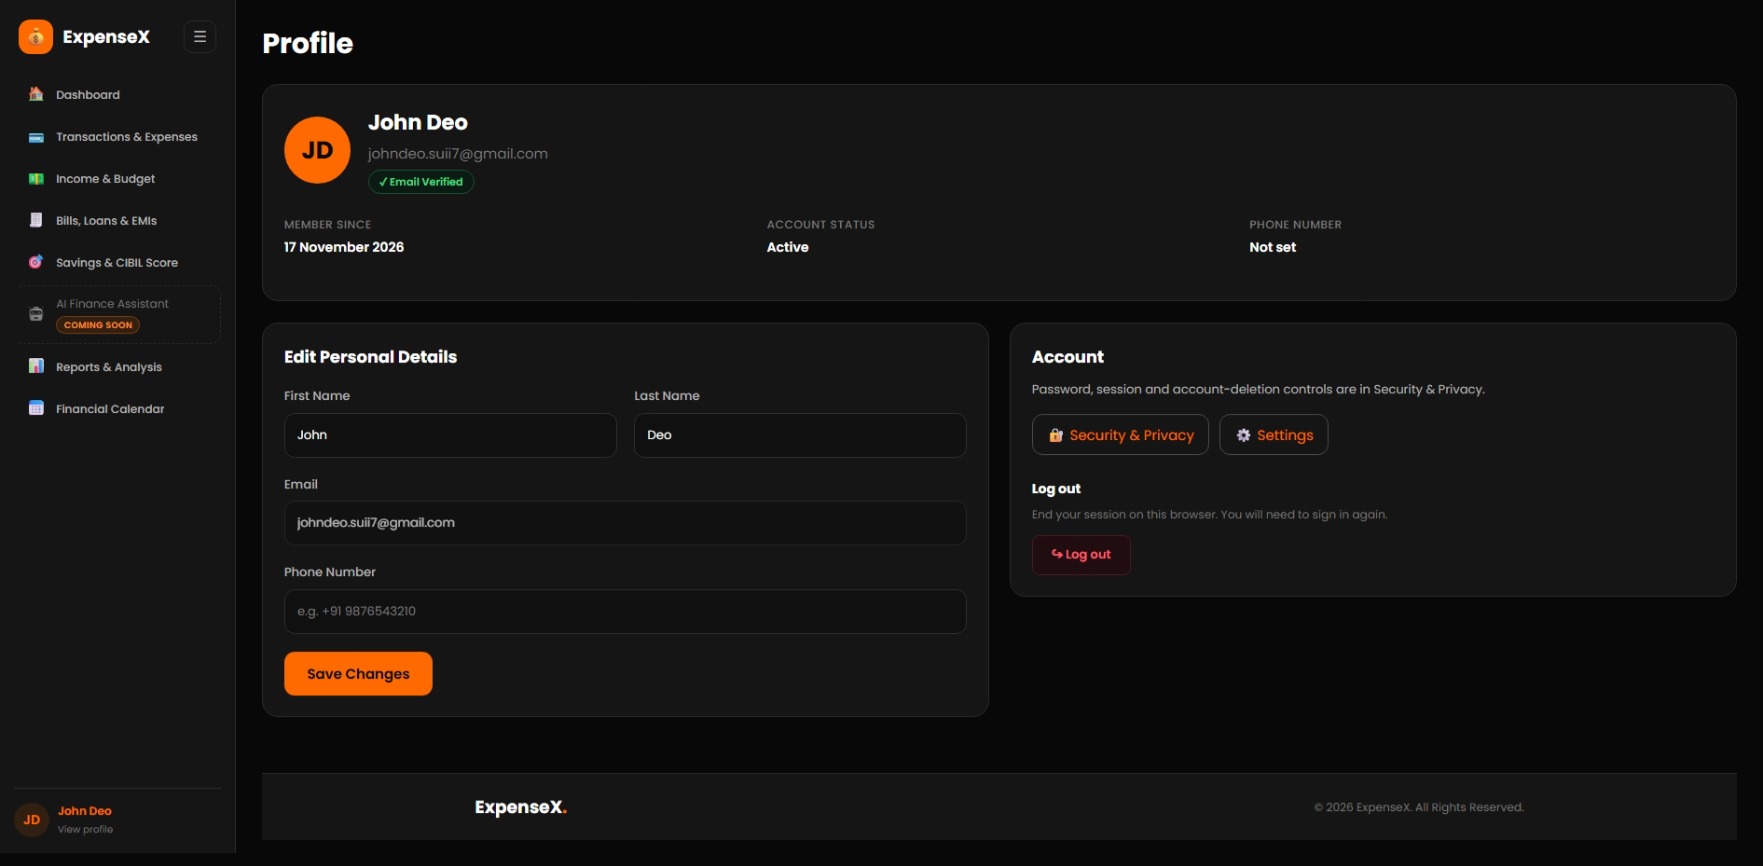 ExpenseX
☰
Dashboard
Transactions & Expenses
Income & Budget
Bills, Loans & EMIs
Savings & CIBIL Score
AI Finance Assistant
COMING SOON
Reports & Analysis
Financial Calendar
JD
John Deo
View profile
Profile
JD
John Deo
johndeo.suii7@gmail.com
✓ Email Verified
MEMBER SINCE
17 November 2026
ACCOUNT STATUS
Active
PHONE NUMBER
Not set
Edit Personal Details
First Name
John
Last Name
Deo
Email
johndeo.suii7@gmail.com
Phone Number
e.g. +91 9876543210
Save Changes
Account
Password, session and account-deletion controls are in Security & Privacy.
Security & Privacy
Settings
Log out
End your session on this browser. You will need to sign in again.
↪ Log out
ExpenseX.
© 2026 ExpenseX. All Rights Reserved.